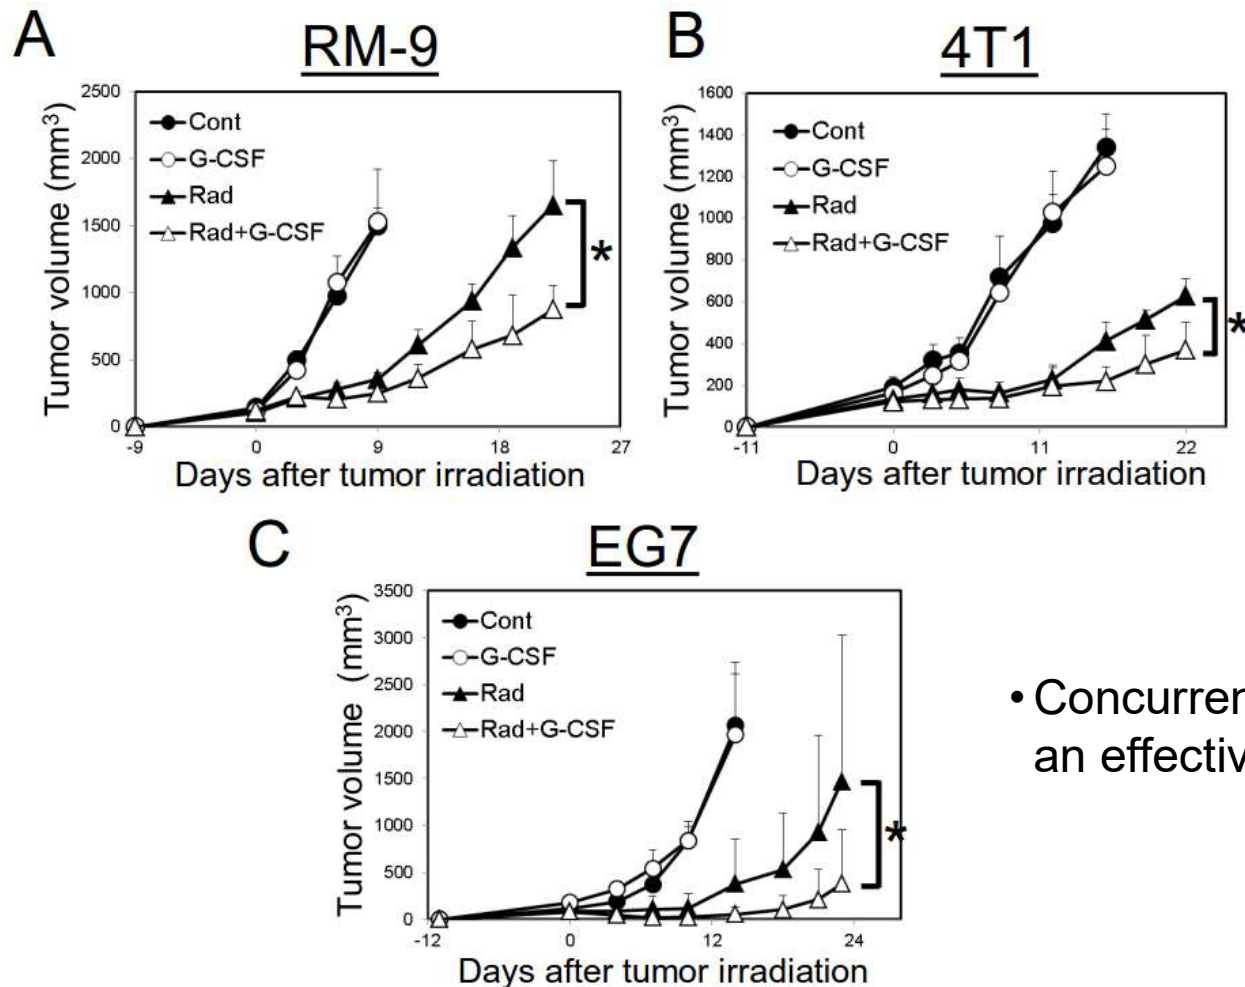 A
RM-9
Tumor volume (mm³)
2500
2000
1500
1000
500
0
Cont
G-CSF
Rad
Rad+G-CSF
*
-9
0
9
18
27
Days after tumor irradiation
B
4T1
Tumor volume (mm³)
1600
1400
1200
1000
800
600
400
200
0
Cont
G-CSF
Rad
Rad+G-CSF
*
-11
0
11
22
Days after tumor irradiation
C
EG7
Tumor volume (mm³)
3500
3000
2500
2000
1500
1000
500
0
Cont
G-CSF
Rad
Rad+G-CSF
*
-12
0
12
24
Days after tumor irradiation
• Concurren
an effectiv